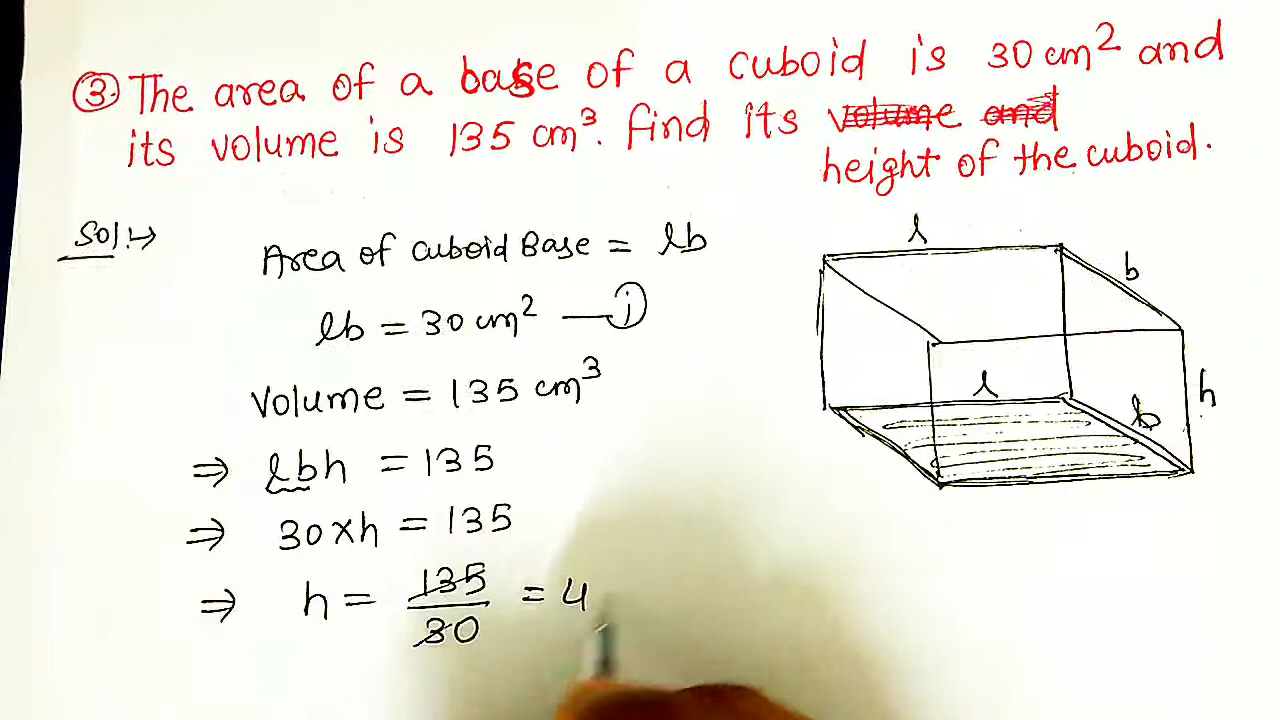 ③. The area of a base of a cuboid is 30 cm² and
its volume is 135 cm³. find its volume and
height of the cuboid.
Sol:→
Area of cuboid Base = lb
lb = 30 cm² — ①
Volume = 135 cm³
⇒ lbh = 135
⇒ 30×h = 135
⇒ h = 135/30 = 4
l
b
l
b
h